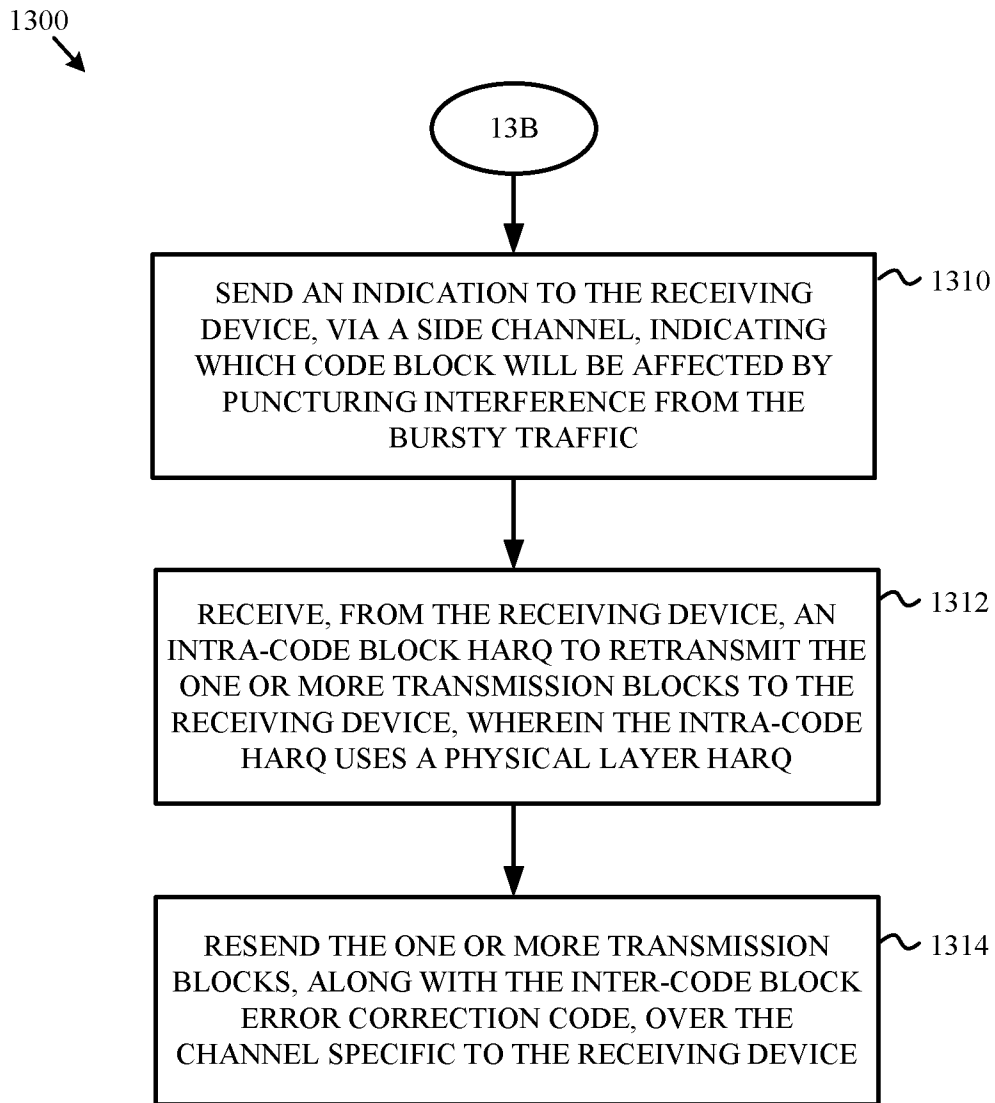 1300
13B
SEND AN INDICATION TO THE RECEIVING
DEVICE, VIA A SIDE CHANNEL, INDICATING
WHICH CODE BLOCK WILL BE AFFECTED BY
PUNCTURING INTERFERENCE FROM THE
BURSTY TRAFFIC
1310
RECEIVE, FROM THE RECEIVING DEVICE, AN
INTRA-CODE BLOCK HARQ TO RETRANSMIT THE
ONE OR MORE TRANSMISSION BLOCKS TO THE
RECEIVING DEVICE, WHEREIN THE INTRA-CODE
HARQ USES A PHYSICAL LAYER HARQ
1312
RESEND THE ONE OR MORE TRANSMISSION
BLOCKS, ALONG WITH THE INTER-CODE BLOCK
ERROR CORRECTION CODE, OVER THE
CHANNEL SPECIFIC TO THE RECEIVING DEVICE
1314